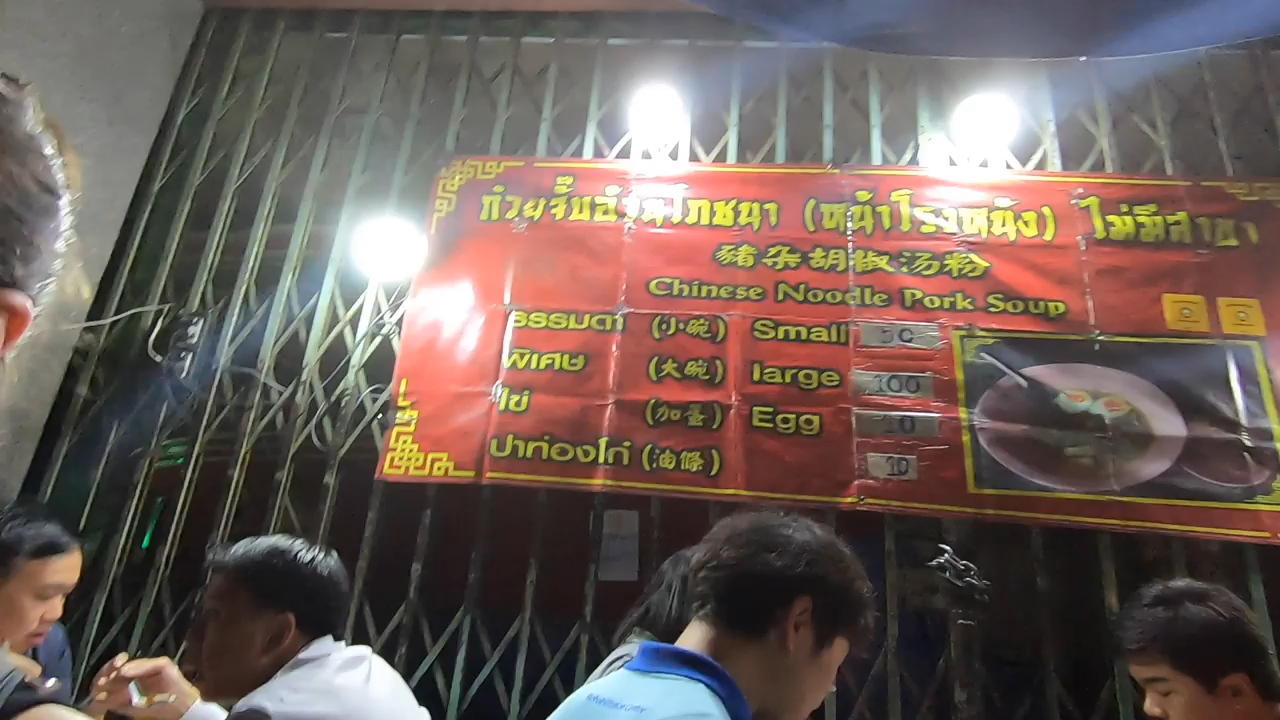 ก๋วยจั๊บอ้วนโภชนา (หน้าโรงหนัง) ไม่มีสาขา
豬杂胡椒汤粉
Chinese Noodle Pork Soup
ธรรมดา (小碗) Small 50
พิเศษ (大碗) large 100
ไข่ (加蛋) Egg 10
ปาท่องโก๋ (油條) 10